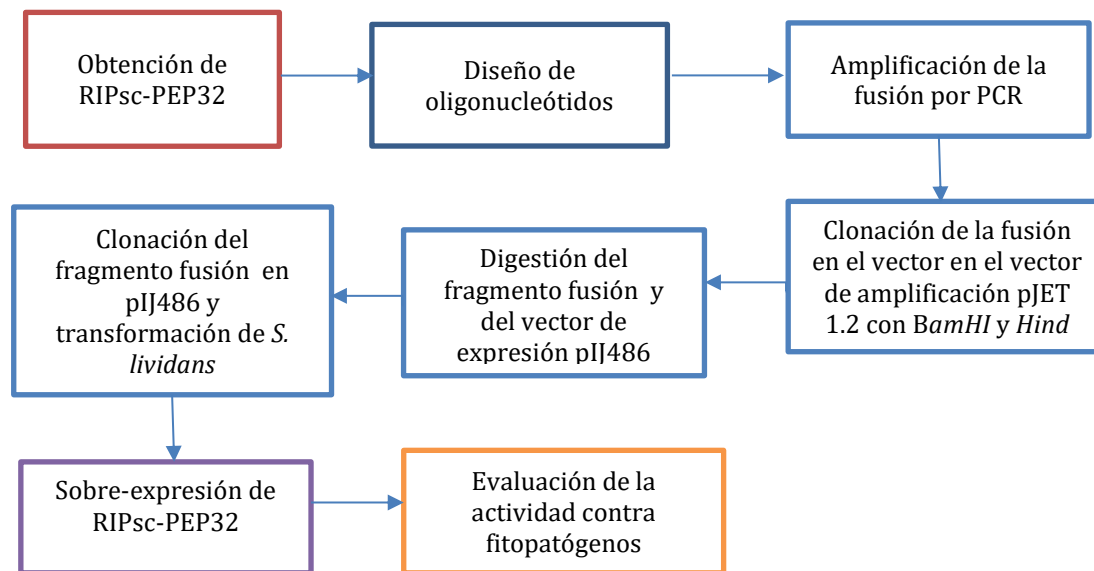 Obtención de
RIPsc-PEP32
Diseño de
oligonucleótidos
Amplificación de la
fusión por PCR
Clonación de la fusión
en el vector en el vector
de amplificación pJET
1.2 con BamHI y Hind
Digestión del
fragmento fusión y
del vector de
expresión pIJ486
Clonación del
fragmento fusión en
pIJ486 y
transformación de S.
lividans
Sobre-expresión de
RIPsc-PEP32
Evaluación de la
actividad contra
fitopatógenos